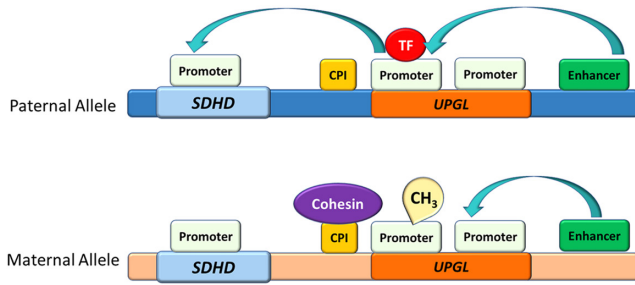 TF
Promoter CPI Promoter Promoter Enhancer
Paternal Allele SDHD UPGL
Cohesin CH3
Promoter CPI Promoter Promoter Enhancer
Maternal Allele SDHD UPGL